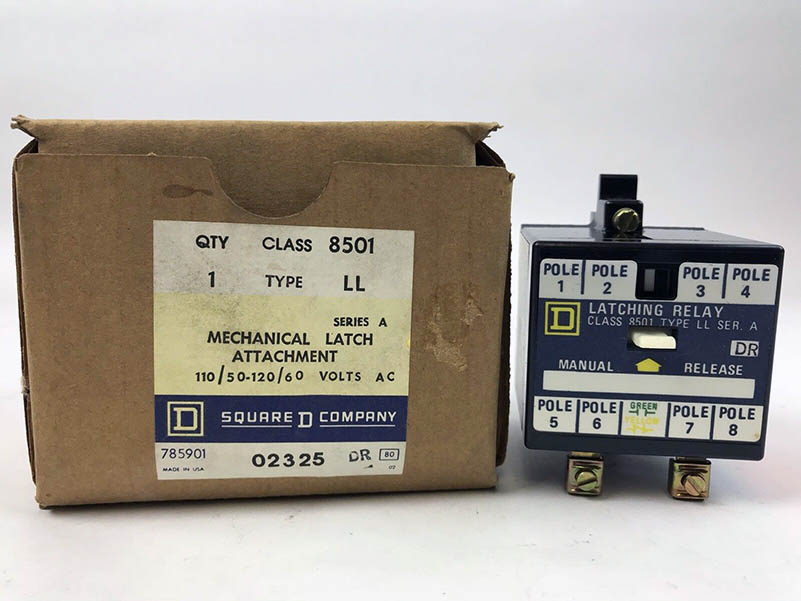 QTY CLASS 8501
1 TYPE LL
SERIES A
MECHANICAL LATCH
ATTACHMENT
110/50-120/60 VOLTS AC
D SQUARE D COMPANY
785901
MADE IN USA
02325 DR 80
02
POLE 1 POLE 2 POLE 3 POLE 4
D LATCHING RELAY
CLASS 8501 TYPE LL SER. A
DR
MANUAL RELEASE
POLE 5 POLE 6 GREEN YELLOW POLE 7 POLE 8